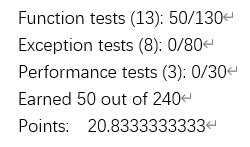 Function tests (13): 50/130↵
Exception tests (8): 0/80↵
Performance tests (3): 0/30↵
Earned 50 out of 240↵
Points:    20.8333333333↵